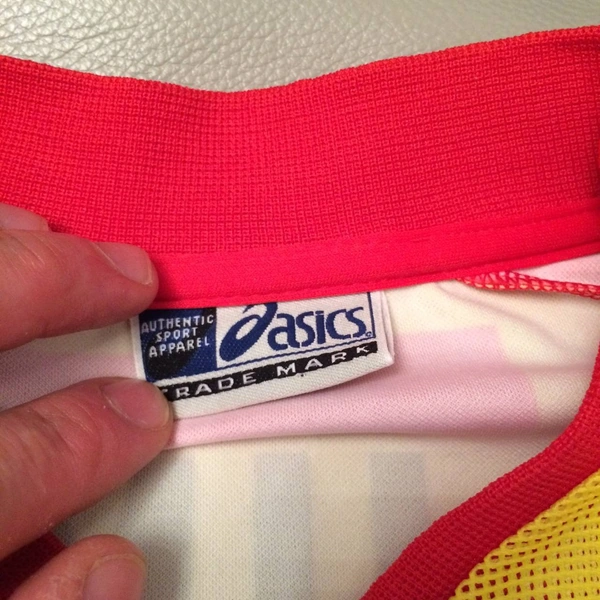 AUTHENTIC
SPORT
APPAREL
asics
TRADE MARK